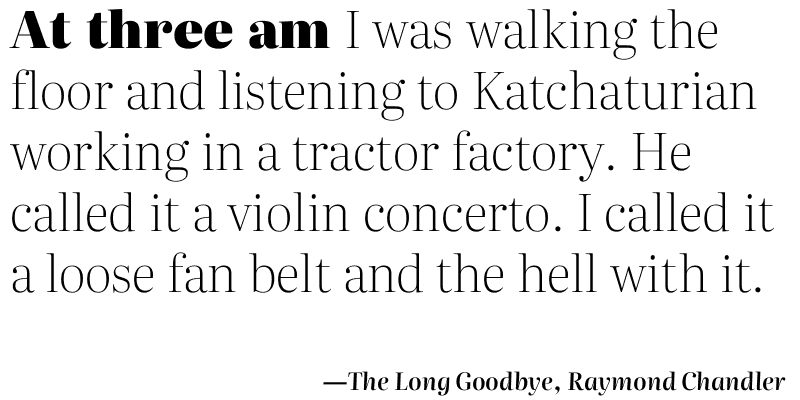 At three am I was walking the
floor and listening to Katchaturian
working in a tractor factory. He
called it a violin concerto. I called it
a loose fan belt and the hell with it.
—The Long Goodbye, Raymond Chandler